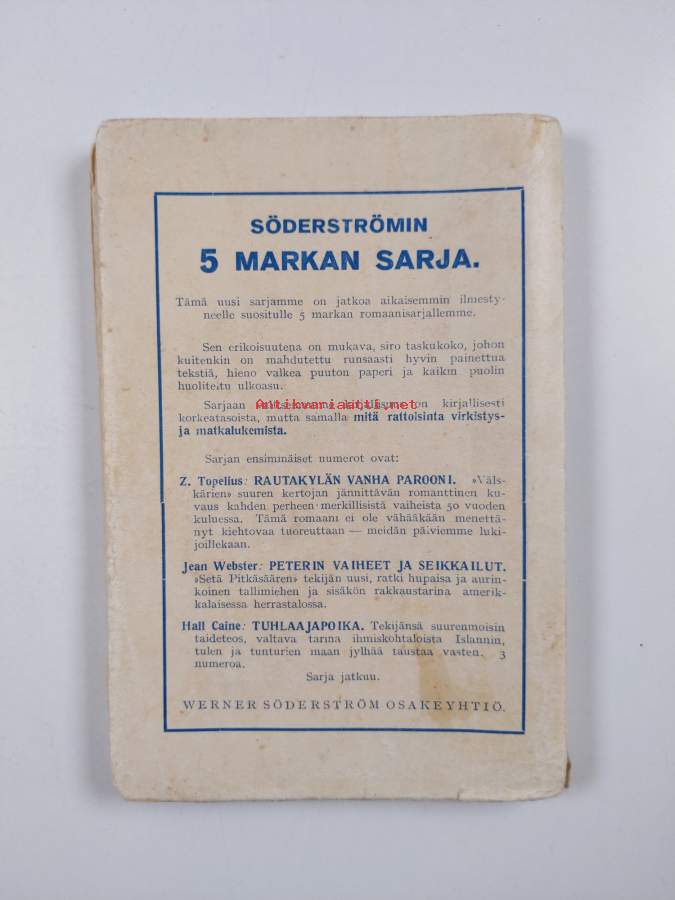 SÖDERSTRÖMIN
5 MARKAN SARJA.
Tämä uusi sarjamme on jatkoa aikaisemmin ilmesty-
neelle suositulle 5 markan romaanisarjallemme.
Sen erikoisuutena on mukava, siro taskukoko, johon
kuitenkin on mahdutettu runsaasti hyvin painettua
tekstiä, hieno valkea puuton paperi ja kaikin puolin
huoliteltu ulkoasu.
Sarjaan kirjallisuus on kirjallisesti
Antikvariaatti.net
korkeatasoista, mutta samalla mitä rattoisinta virkistys-
ja matkalukemista.
Sarjan ensimmäiset numerot ovat:
Z. Topelius: RAUTAKYLÄN VANHA PAROONI. »Väls-
kärien» suuren kertojan jännittävän romanttinen ku-
vaus kahden perheen merkillisistä vaiheista 50 vuoden
kuluessa. Tämä romaani ei ole vähääkään menettä-
nyt kiehtovaa tuoreuttaan — meidän päiviemme luki-
joillekaan.
Jean Webster: PETERIN VAIHEET JA SEIKKAILUT.
»Setä Pitkäsäären» tekijän uusi, ratki hupaisa ja aurin-
koinen tallimiehen ja sisäkön rakkaustarina amerik-
kalaisessa herrastalossa.
Hall Caine: TUHLAAJAPOIKA. Tekijänsä suurenmoisin
taideteos, valtava tarina ihmiskohtaloista Islannin,
tulen ja tunturien maan jylhää taustaa vasten. 3
numeroa.
Sarja jatkuu.
WERNER SÖDERSTRÖM OSAKEYHTIÖ.